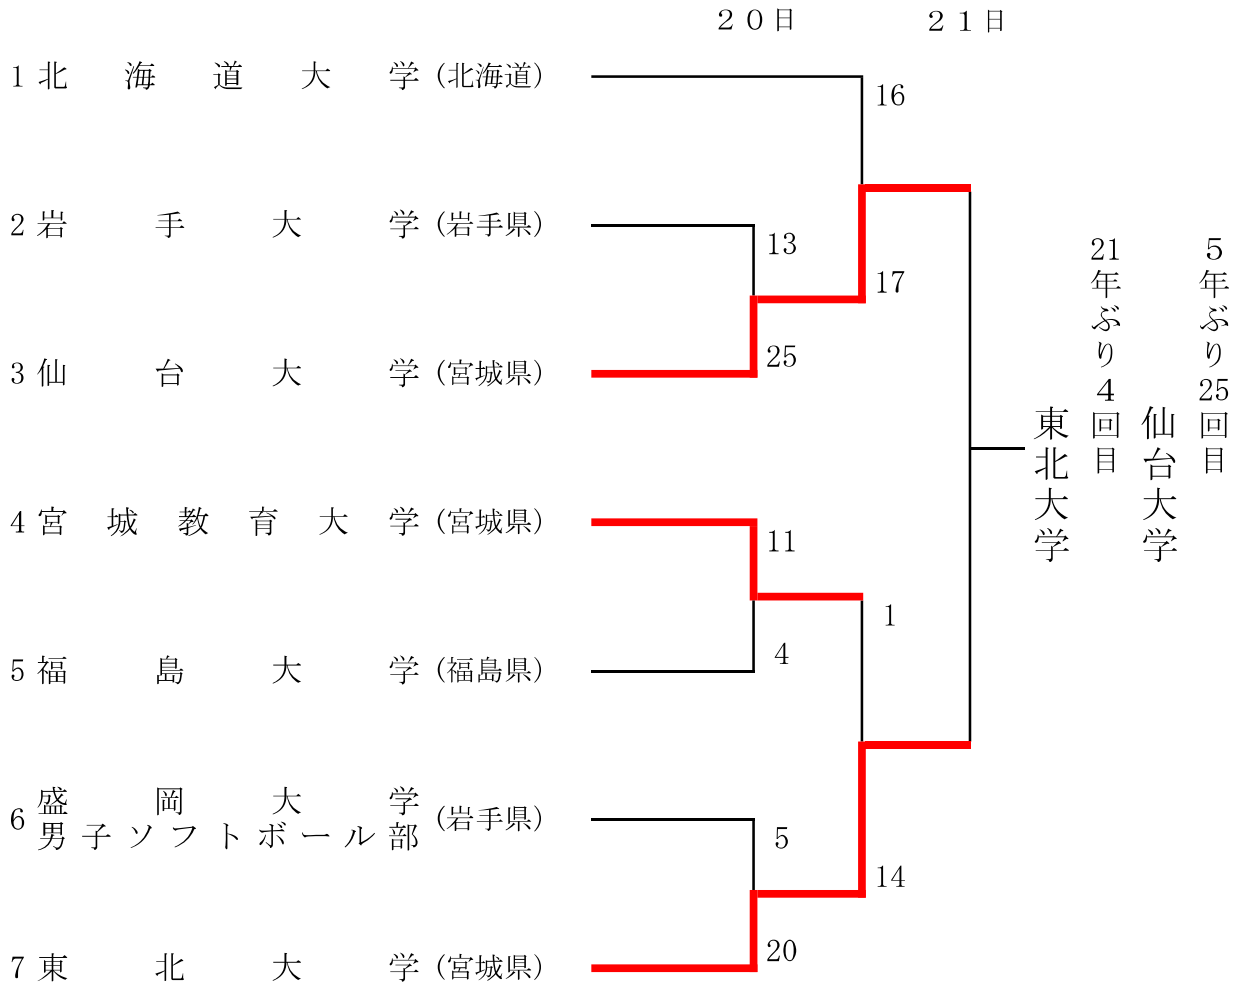 ２０日
２１日
1 北海道大学 (北海道)
16
2 岩手大学 (岩手県)
13
17
25
3 仙台大学 (宮城県)
4 宮城教育大学 (宮城県)
11
1
4
5 福島大学 (福島県)
6 盛岡大学
男子ソフトボール部 (岩手県)
5
14
20
7 東北大学 (宮城県)
５年ぶり25回目
仙台大学
21年ぶり４回目
東北大学